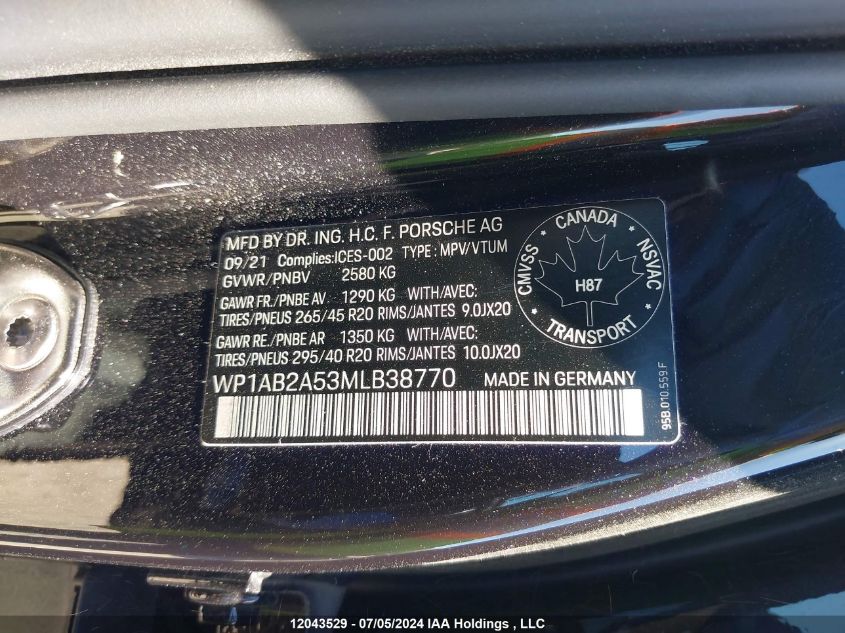 MFD BY DR. ING. H.C. F. PORSCHE AG
09/21 Complies:ICES-002 TYPE: MPV/VTUM
GVWR/PNBV 2580 KG
GAWR FR./PNBE AV 1290 KG WITH/AVEC:
TIRES/PNEUS 265/45 R20 RIMS/JANTES 9.0JX20
GAWR RE./PNBE AR 1350 KG WITH/AVEC:
TIRES/PNEUS 295/40 R20 RIMS/JANTES 10.0JX20
WP1AB2A53MLB38770 MADE IN GERMANY
CMVSS CANADA NSVAC
H87
TRANSPORT
95B 010 559 F
12043529 - 07/05/2024 IAA Holdings , LLC